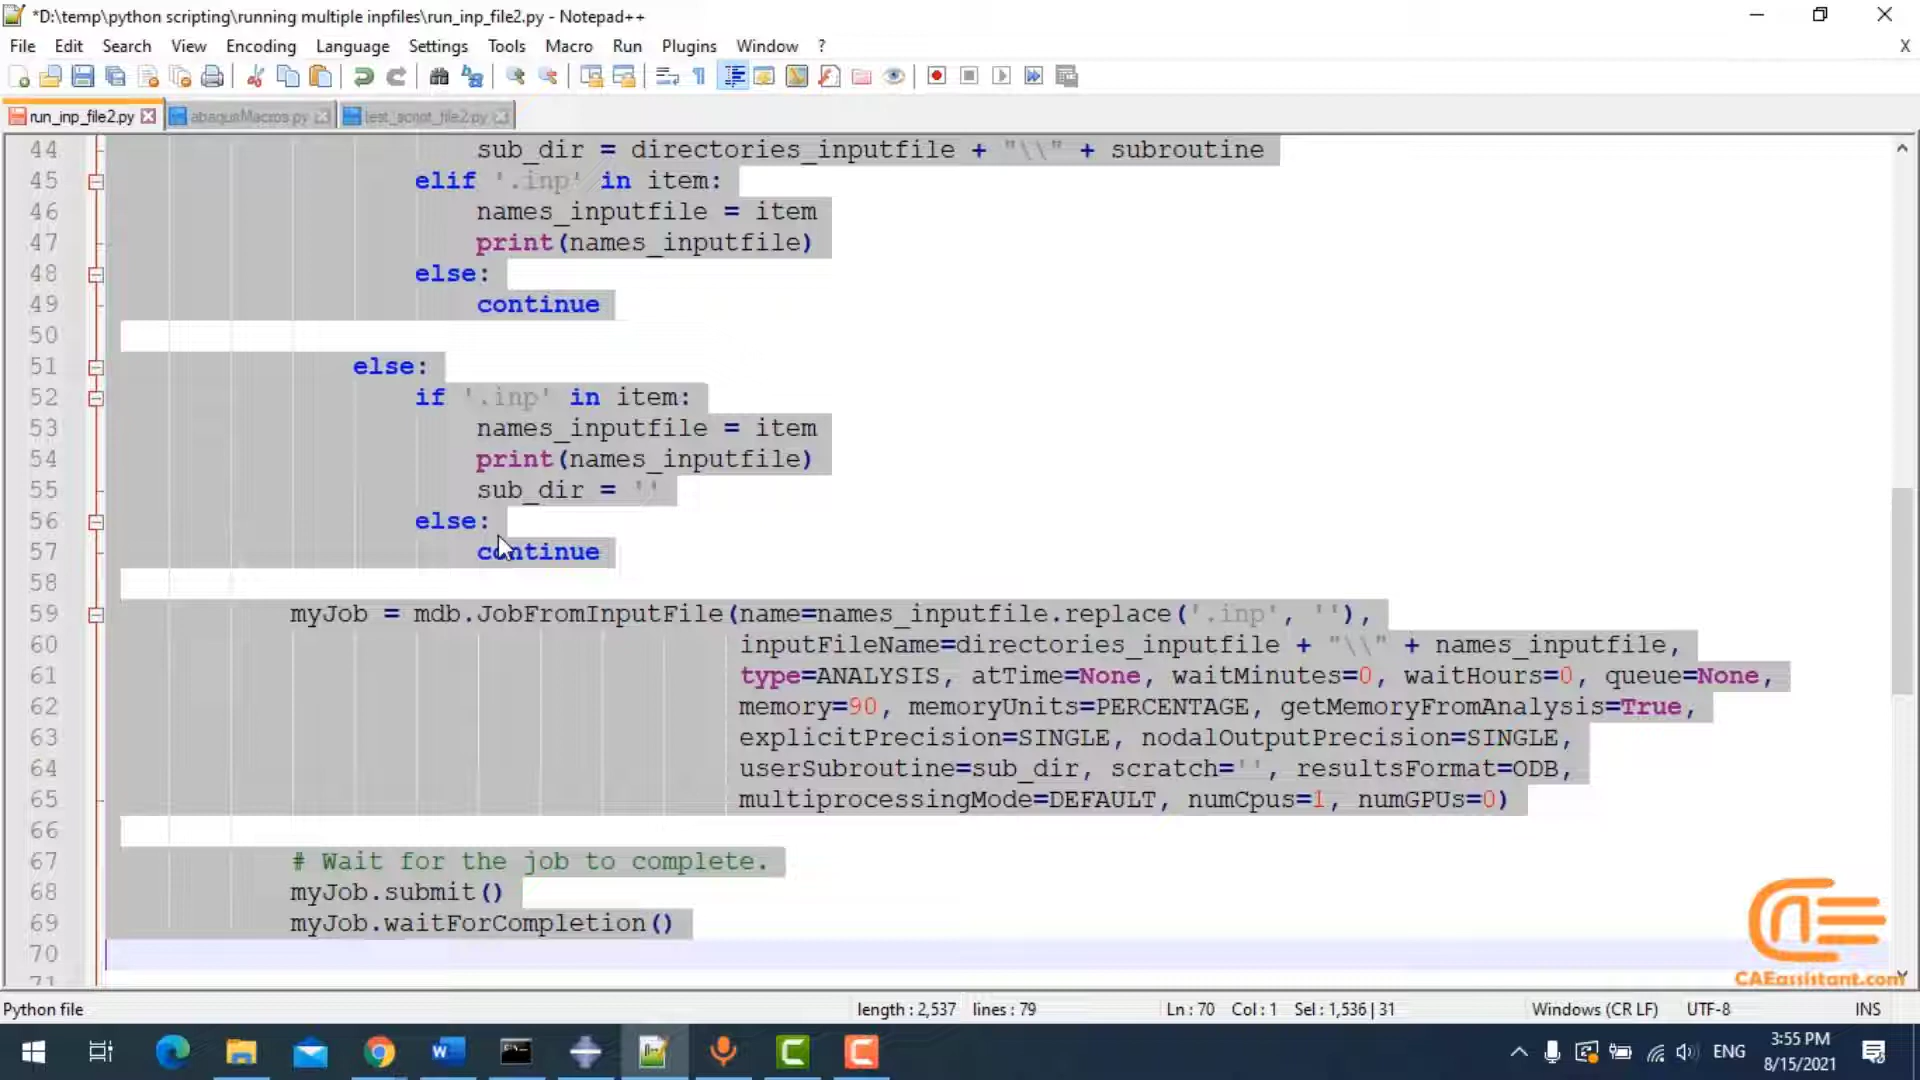 *D:\temp\python scripting\running multiple inpfiles\run_inp_file2.py - Notepad++
File Edit Search View Encoding Language Settings Tools Macro Run Plugins Window ? X
run_inp_file2.py abaqusMacros.py test_script_file2.py
44 sub_dir = directories_inputfile + "\\" + subroutine
45 elif '.inp' in item:
46 names_inputfile = item
47 print(names_inputfile)
48 else:
49 continue
50
51 else:
52 if '.inp' in item:
53 names_inputfile = item
54 print(names_inputfile)
55 sub_dir = ''
56 else:
57 continue
58
59 myJob = mdb.JobFromInputFile(name=names_inputfile.replace('.inp', ''),
60 inputFileName=directories_inputfile + "\\" + names_inputfile,
61 type=ANALYSIS, atTime=None, waitMinutes=0, waitHours=0, queue=None,
62 memory=90, memoryUnits=PERCENTAGE, getMemoryFromAnalysis=True,
63 explicitPrecision=SINGLE, nodalOutputPrecision=SINGLE,
64 userSubroutine=sub_dir, scratch='', resultsFormat=ODB,
65 multiprocessingMode=DEFAULT, numCpus=1, numGPUs=0)
66
67 # Wait for the job to complete.
68 myJob.submit()
69 myJob.waitForCompletion()
70
71
CAEassistant.com
Python file length : 2,537 lines : 79 Ln : 70 Col : 1 Sel : 1,536 | 31 Windows (CR LF) UTF-8 INS
ENG 3:55 PM
8/15/2021